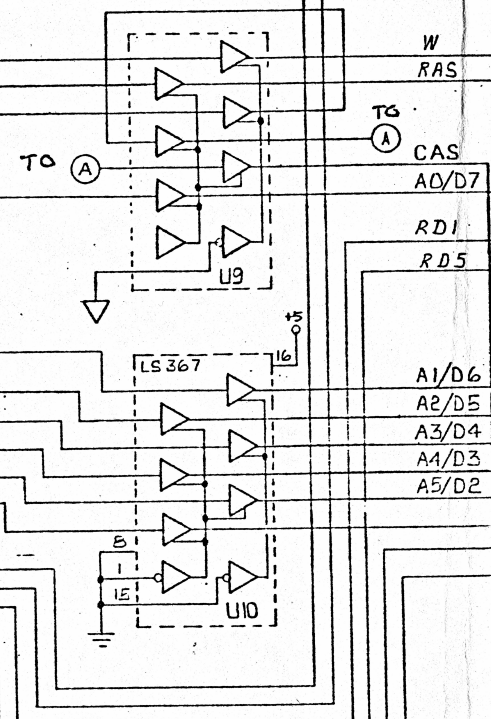 W
RAS
TO
A
TO
A
CAS
A0/D7
RD1
RD5
U9
+5
16
LS367
A1/D6
A2/D5
A3/D4
A4/D3
A5/D2
8
1
15
U10